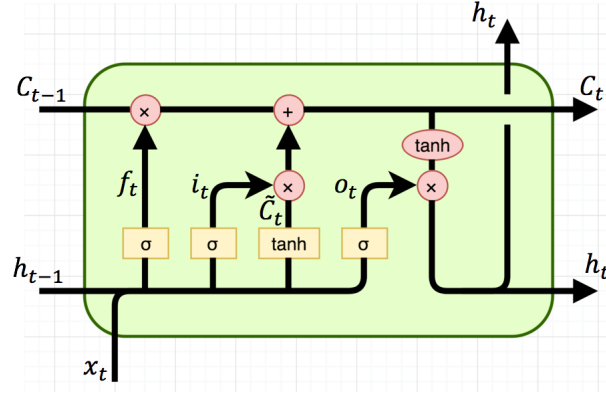 h_t
C_{t-1}
×
+
C_t
tanh
f_t
i_t
×
o_t
×
C̃_t
σ
σ
tanh
σ
h_{t-1}
h_t
x_t